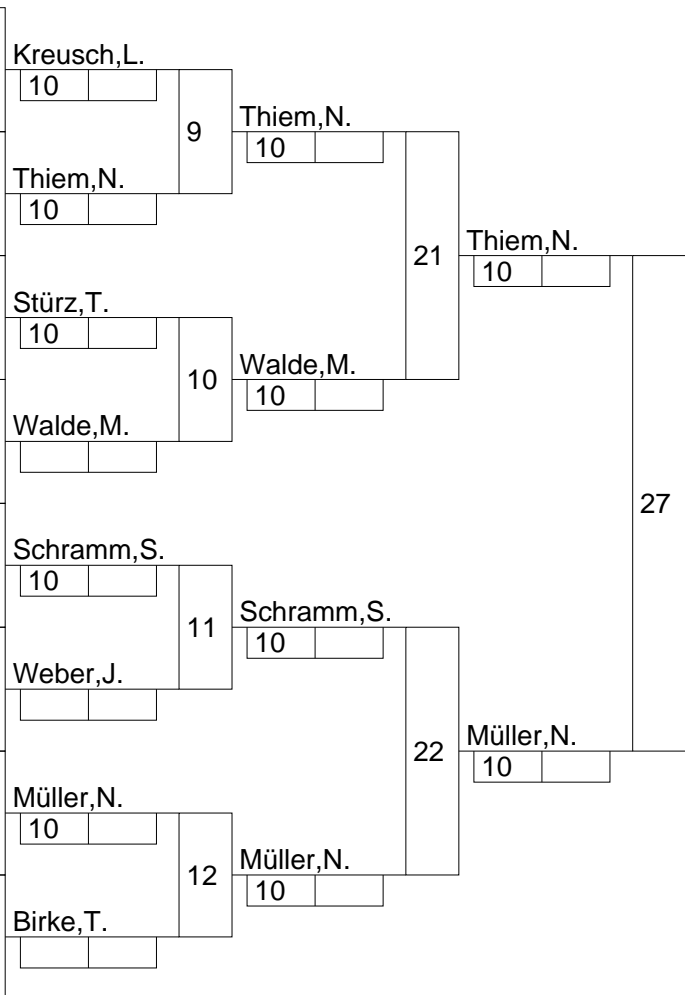 Kreusch,L.
10
9
Thiem,N.
10
Thiem,N.
10
21
Thiem,N.
10
Stürz,T.
10
10
Walde,M.
10
Walde,M.
27
Schramm,S.
10
11
Schramm,S.
10
Weber,J.
22
Müller,N.
10
Müller,N.
10
12
Müller,N.
10
Birke,T.